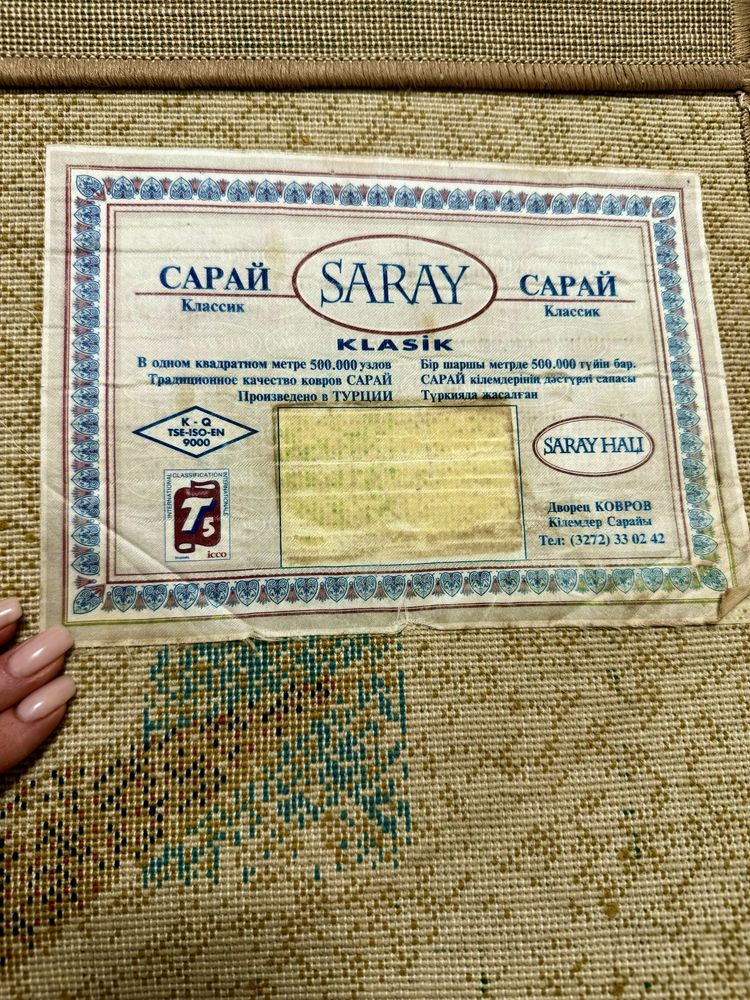 САРАЙ
Классик
SARAY
САРАЙ
Классик
KLASİK
В одном квадратном метре 500.000 узлов
Традиционное качество ковров САРАЙ
Произведено в ТУРЦИИ
Бір шаршы метрде 500.000 түйін бар.
САРАЙ кілемдерінің дәстүрлі сапасы
Түркияда жасалған
K - Q
TSE-ISO-EN
9000
SARAY HALI
INTERNATIONAL
CLASSIFICATION
INTERNATIONALE
T5
icco
Дворец КОВРОВ
Кілемдер Сарайы
Тел: (3272) 33 02 42